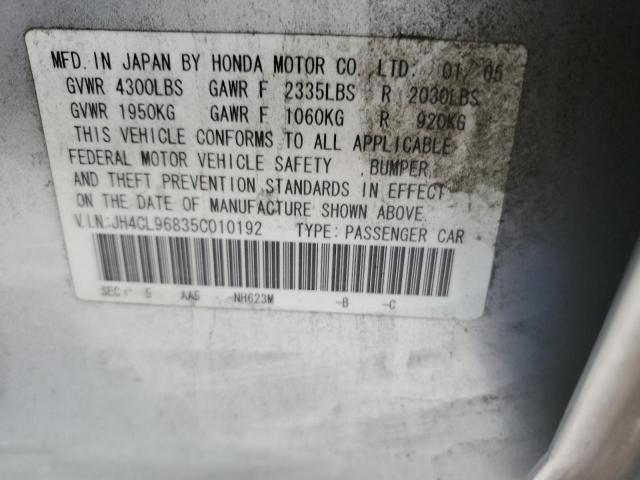 MFD. IN JAPAN BY HONDA MOTOR CO., LTD. 01/05
GVWR 4300LBS GAWR F 2335LBS R 2030LBS
GVWR 1950KG GAWR F 1060KG R 920KG
THIS VEHICLE CONFORMS TO ALL APPLICABLE
FEDERAL MOTOR VEHICLE SAFETY, BUMPER,
AND THEFT PREVENTION STANDARDS IN EFFECT
ON THE DATE OF MANUFACTURE SHOWN ABOVE.
V.I.N.:JH4CL96835C010192 TYPE: PASSENGER CAR
5 AA5 -NH623M -B -C